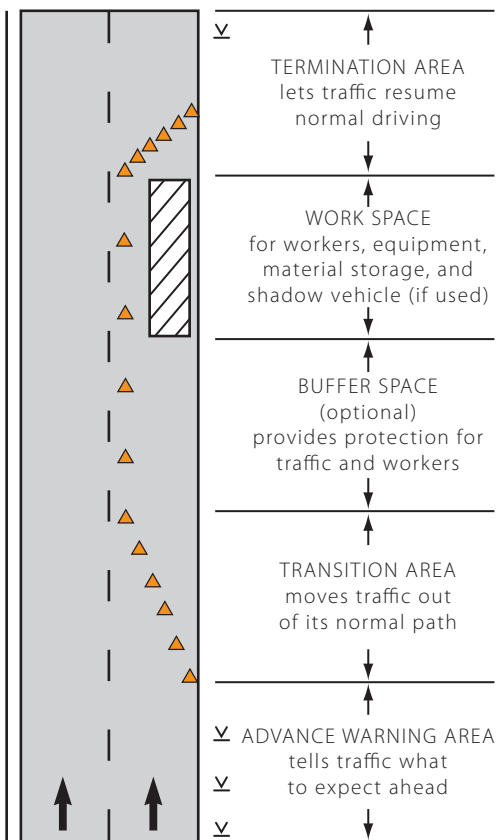 TERMINATION AREA
lets traffic resume
normal driving
WORK SPACE
for workers, equipment,
material storage, and
shadow vehicle (if used)
BUFFER SPACE
(optional)
provides protection for
traffic and workers
TRANSITION AREA
moves traffic out
of its normal path
ADVANCE WARNING AREA
tells traffic what
to expect ahead